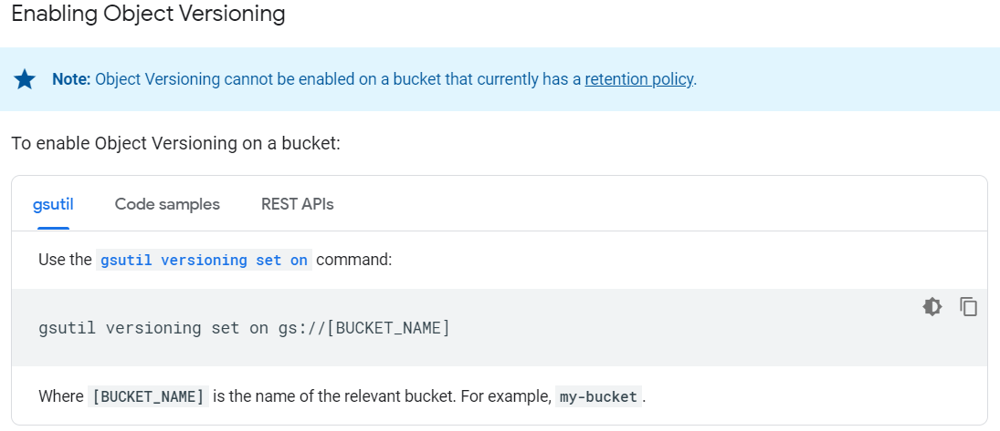 Enabling Object Versioning
Note: Object Versioning cannot be enabled on a bucket that currently has a retention policy.
To enable Object Versioning on a bucket:
gsutil Code samples REST APIs
Use the gsutil versioning set on command:
gsutil versioning set on gs://[BUCKET_NAME]
Where [BUCKET_NAME] is the name of the relevant bucket. For example, my-bucket.